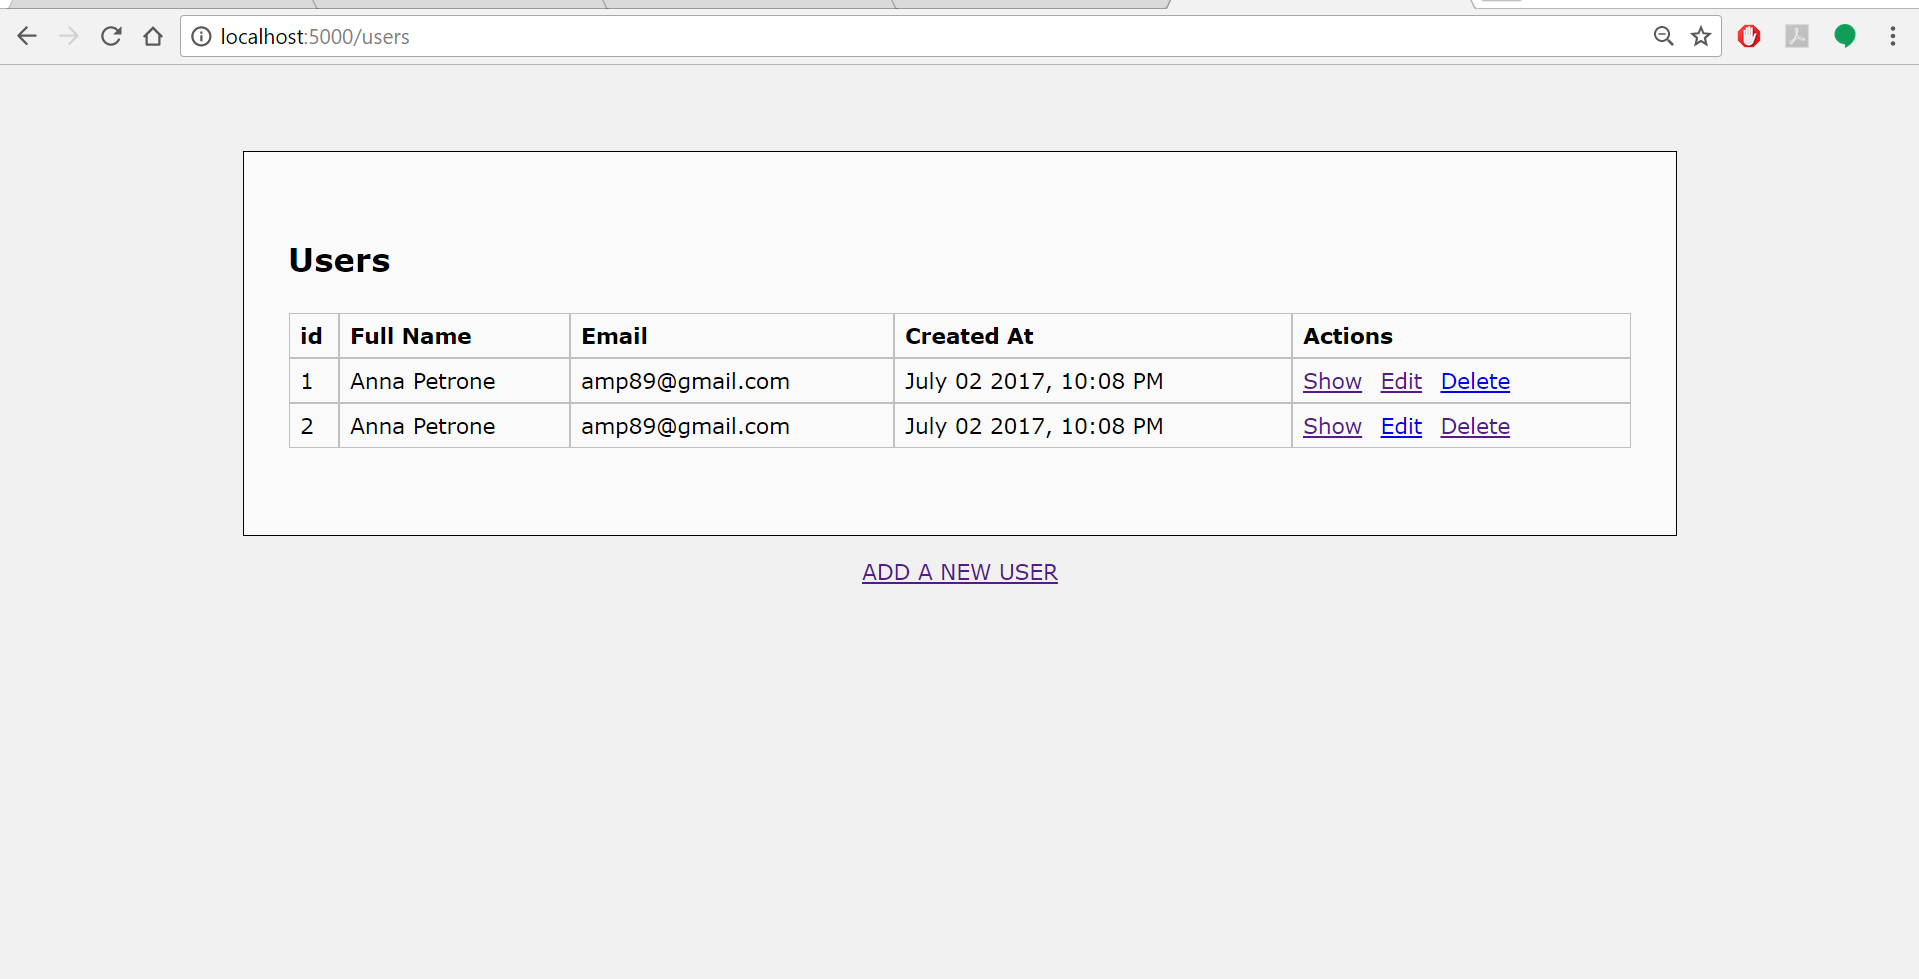 localhost:5000/users
Users
id Full Name Email Created At Actions
1 Anna Petrone amp89@gmail.com July 02 2017, 10:08 PM Show Edit Delete
2 Anna Petrone amp89@gmail.com July 02 2017, 10:08 PM Show Edit Delete
ADD A NEW USER